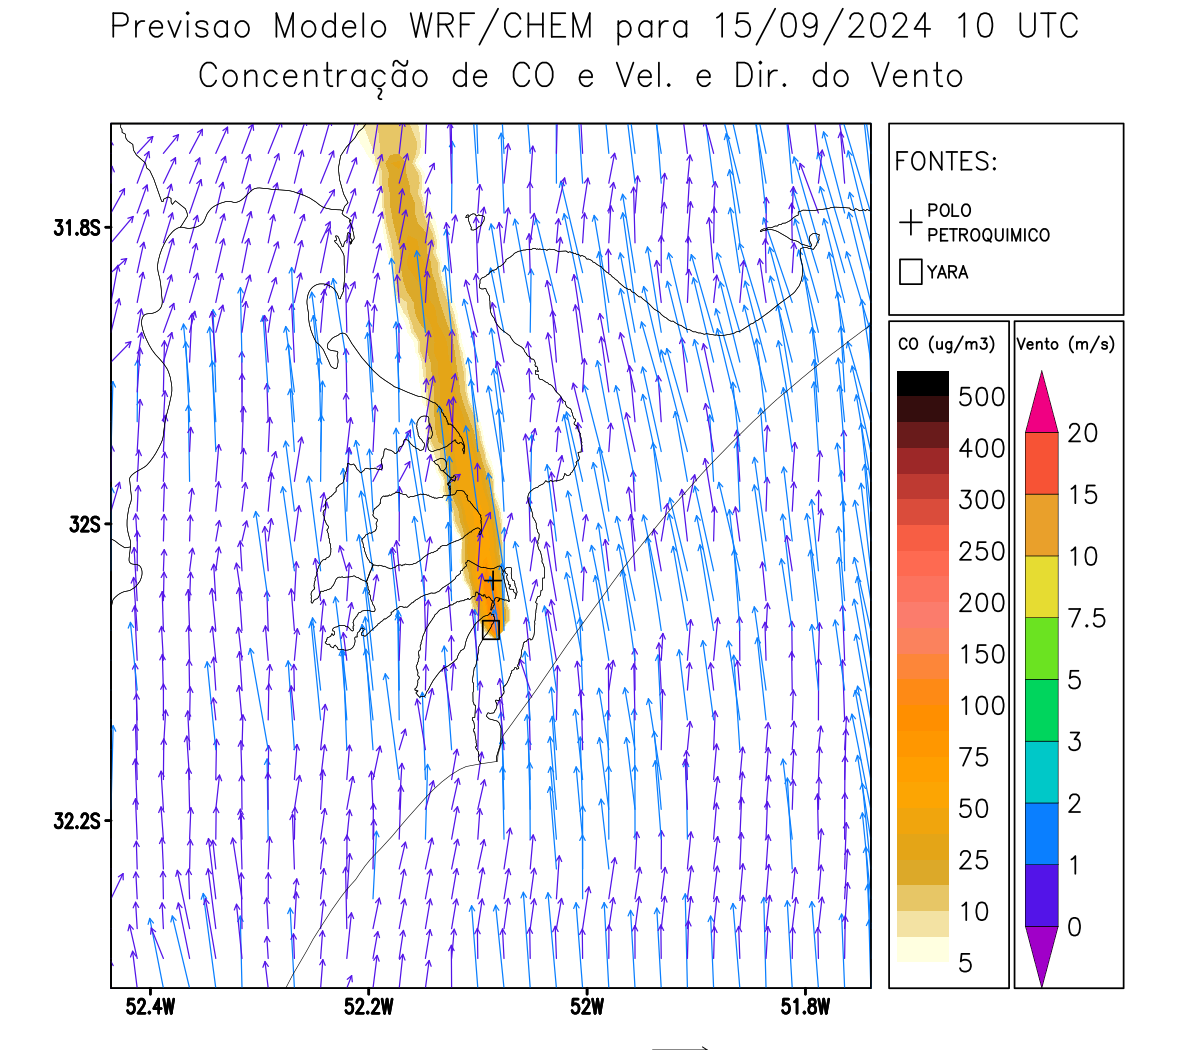 Previsao Modelo WRF/CHEM para 15/09/2024 10 UTC
Concentração de CO e Vel. e Dir. do Vento
FONTES:
POLO
PETROQUIMICO
YARA
CO (ug/m3)
500
400
300
250
200
150
100
75
50
25
10
5
Vento (m/s)
20
15
10
7.5
5
3
2
1
0
31.8S
32S
32.2S
52.4W
52.2W
52W
51.8W